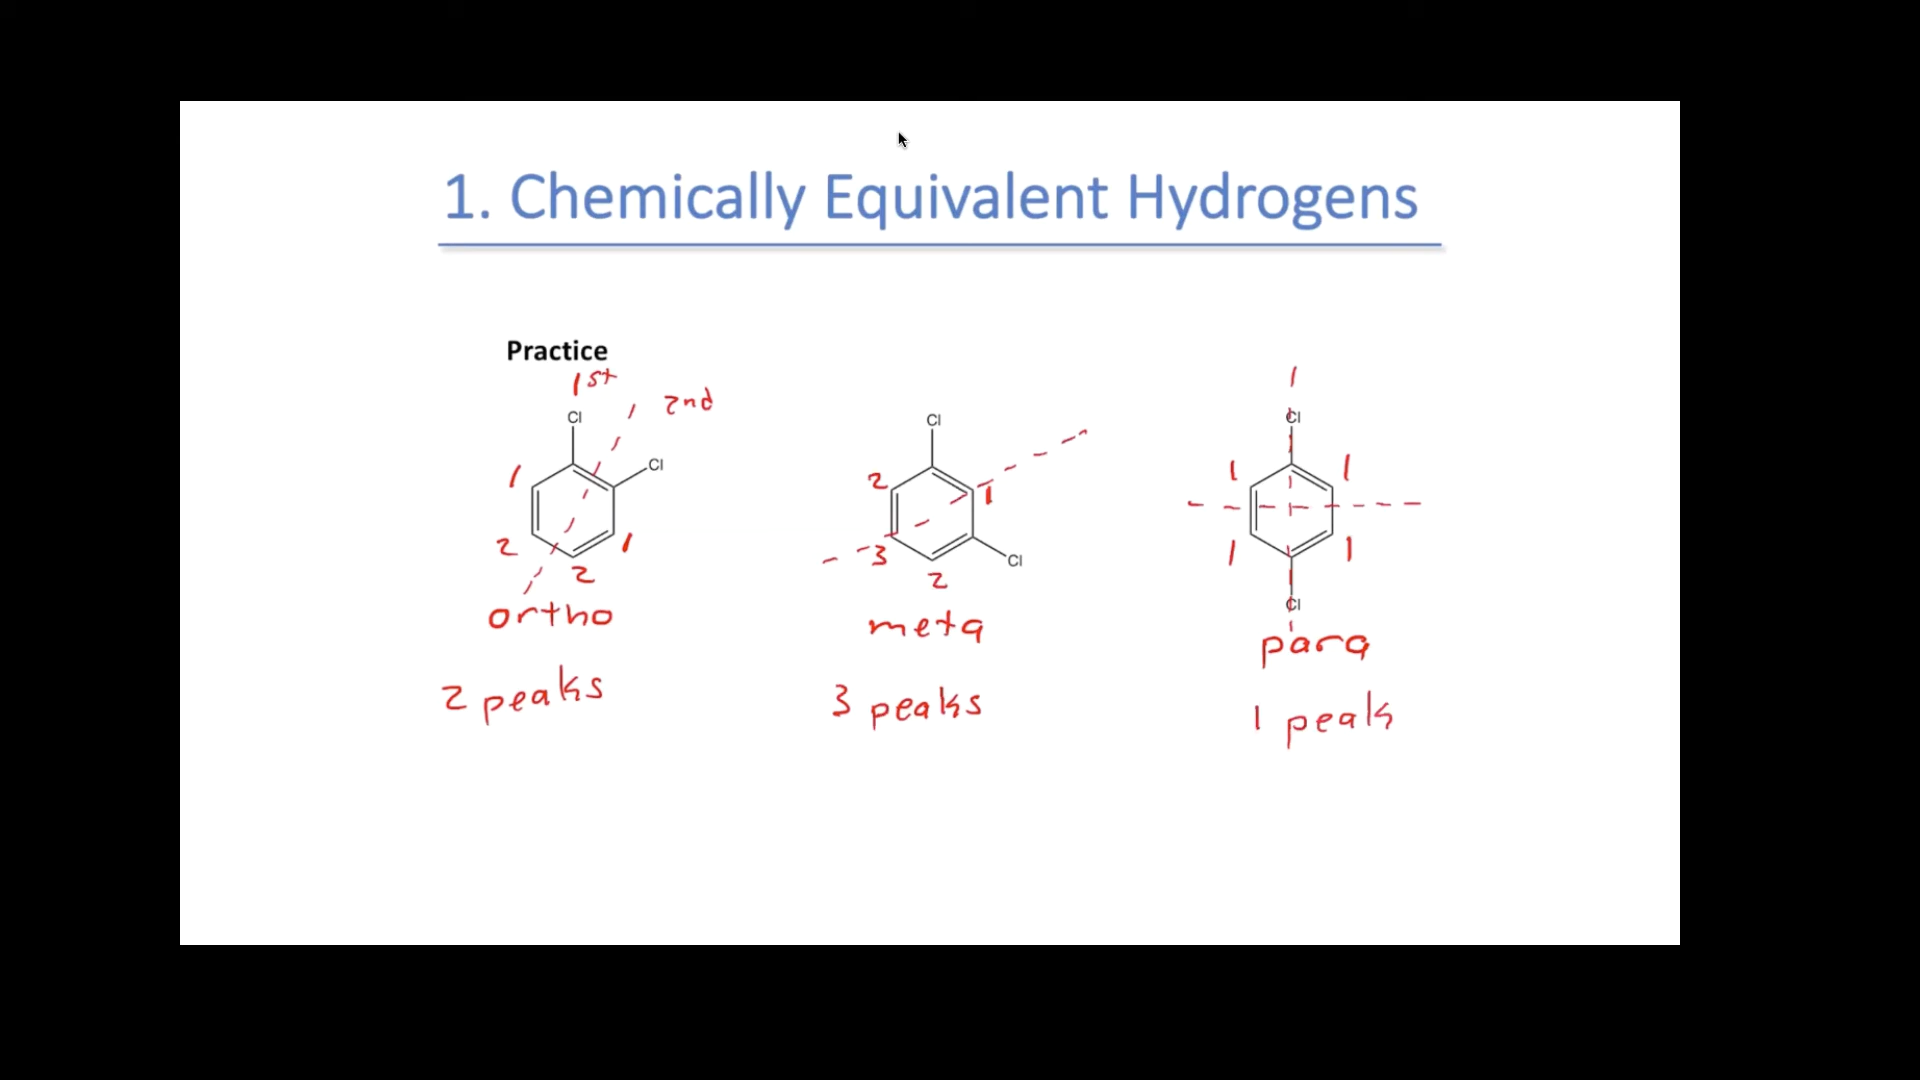 1. Chemically Equivalent Hydrogens
Practice
1st
2nd
Cl
Cl
1
2
1
2
ortho
2 peaks
Cl
2
1
3
2
Cl
meta
3 peaks
Cl
1
1
1
1
Cl
para
1 peak